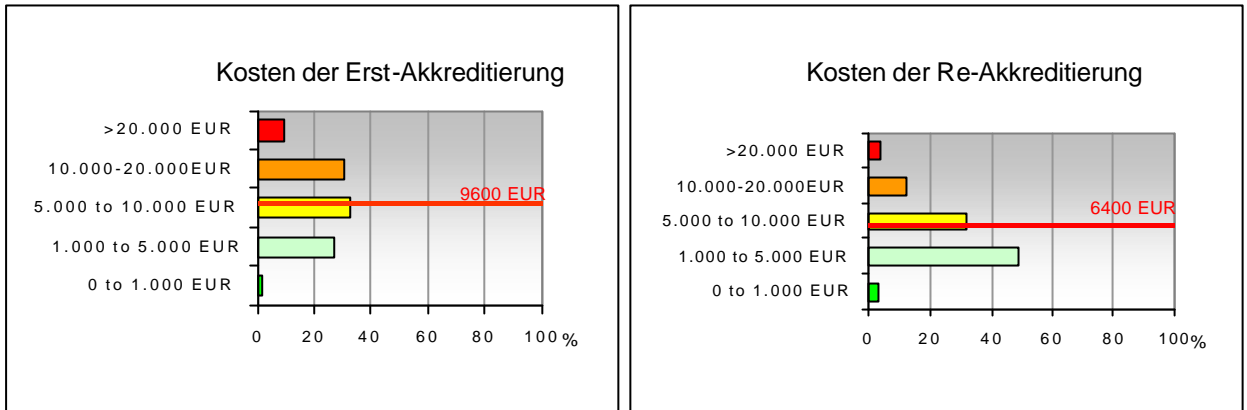 Kosten der Erst-Akkreditierung
>20.000 EUR
10.000-20.000EUR
9600 EUR
5.000 to 10.000 EUR
1.000 to 5.000 EUR
0 to 1.000 EUR
0 20 40 60 80 100 %
Kosten der Re-Akkreditierung
>20.000 EUR
10.000-20.000EUR
6400 EUR
5.000 to 10.000 EUR
1.000 to 5.000 EUR
0 to 1.000 EUR
0 20 40 60 80 100%